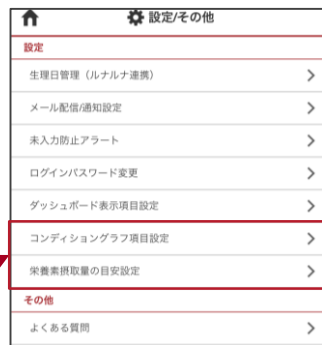 設定/その他
設定
生理日管理（ルナルナ連携）
メール配信/通知設定
未入力防止アラート
ログインパスワード変更
ダッシュボード表示項目設定
コンディショングラフ項目設定
栄養素摂取量の目安設定
その他
よくある質問